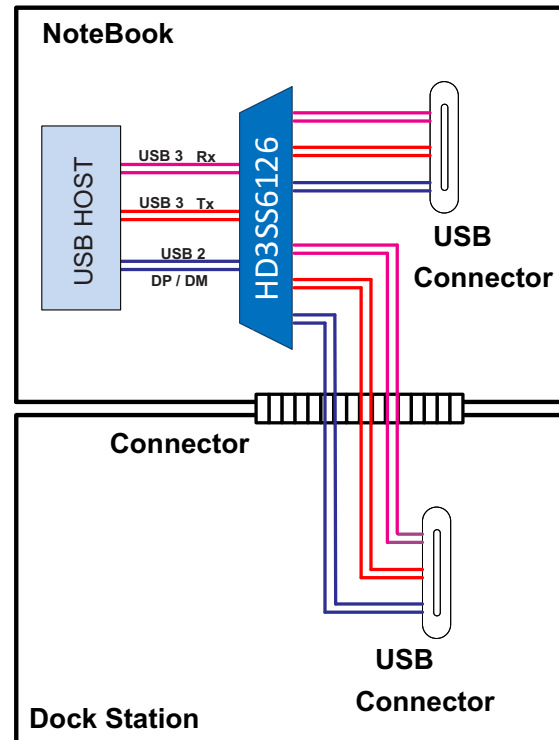 NoteBook
USB HOST
USB 3 Rx
USB 3 Tx
USB 2
DP / DM
HD3SS6126
USB
Connector
Connector
USB
Connector
Dock Station